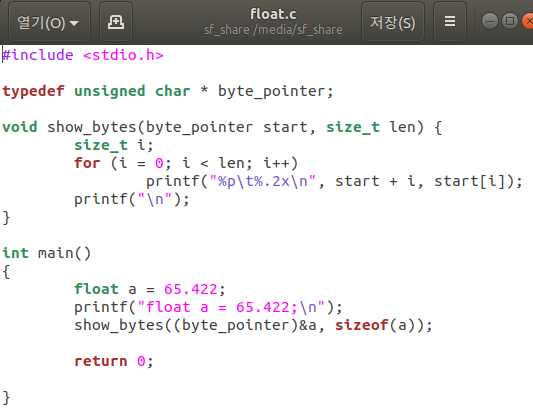 열기(O)
float.c
sf_share /media/sf_share
저장(S)
#include <stdio.h>
typedef unsigned char * byte_pointer;
void show_bytes(byte_pointer start, size_t len) {
        size_t i;
        for (i = 0; i < len; i++)
                printf("%p\t%.2x\n", start + i, start[i]);
        printf("\n");
}
int main()
{
        float a = 65.422;
        printf("float a = 65.422;\n");
        show_bytes((byte_pointer)&a, sizeof(a));
        return 0;
}